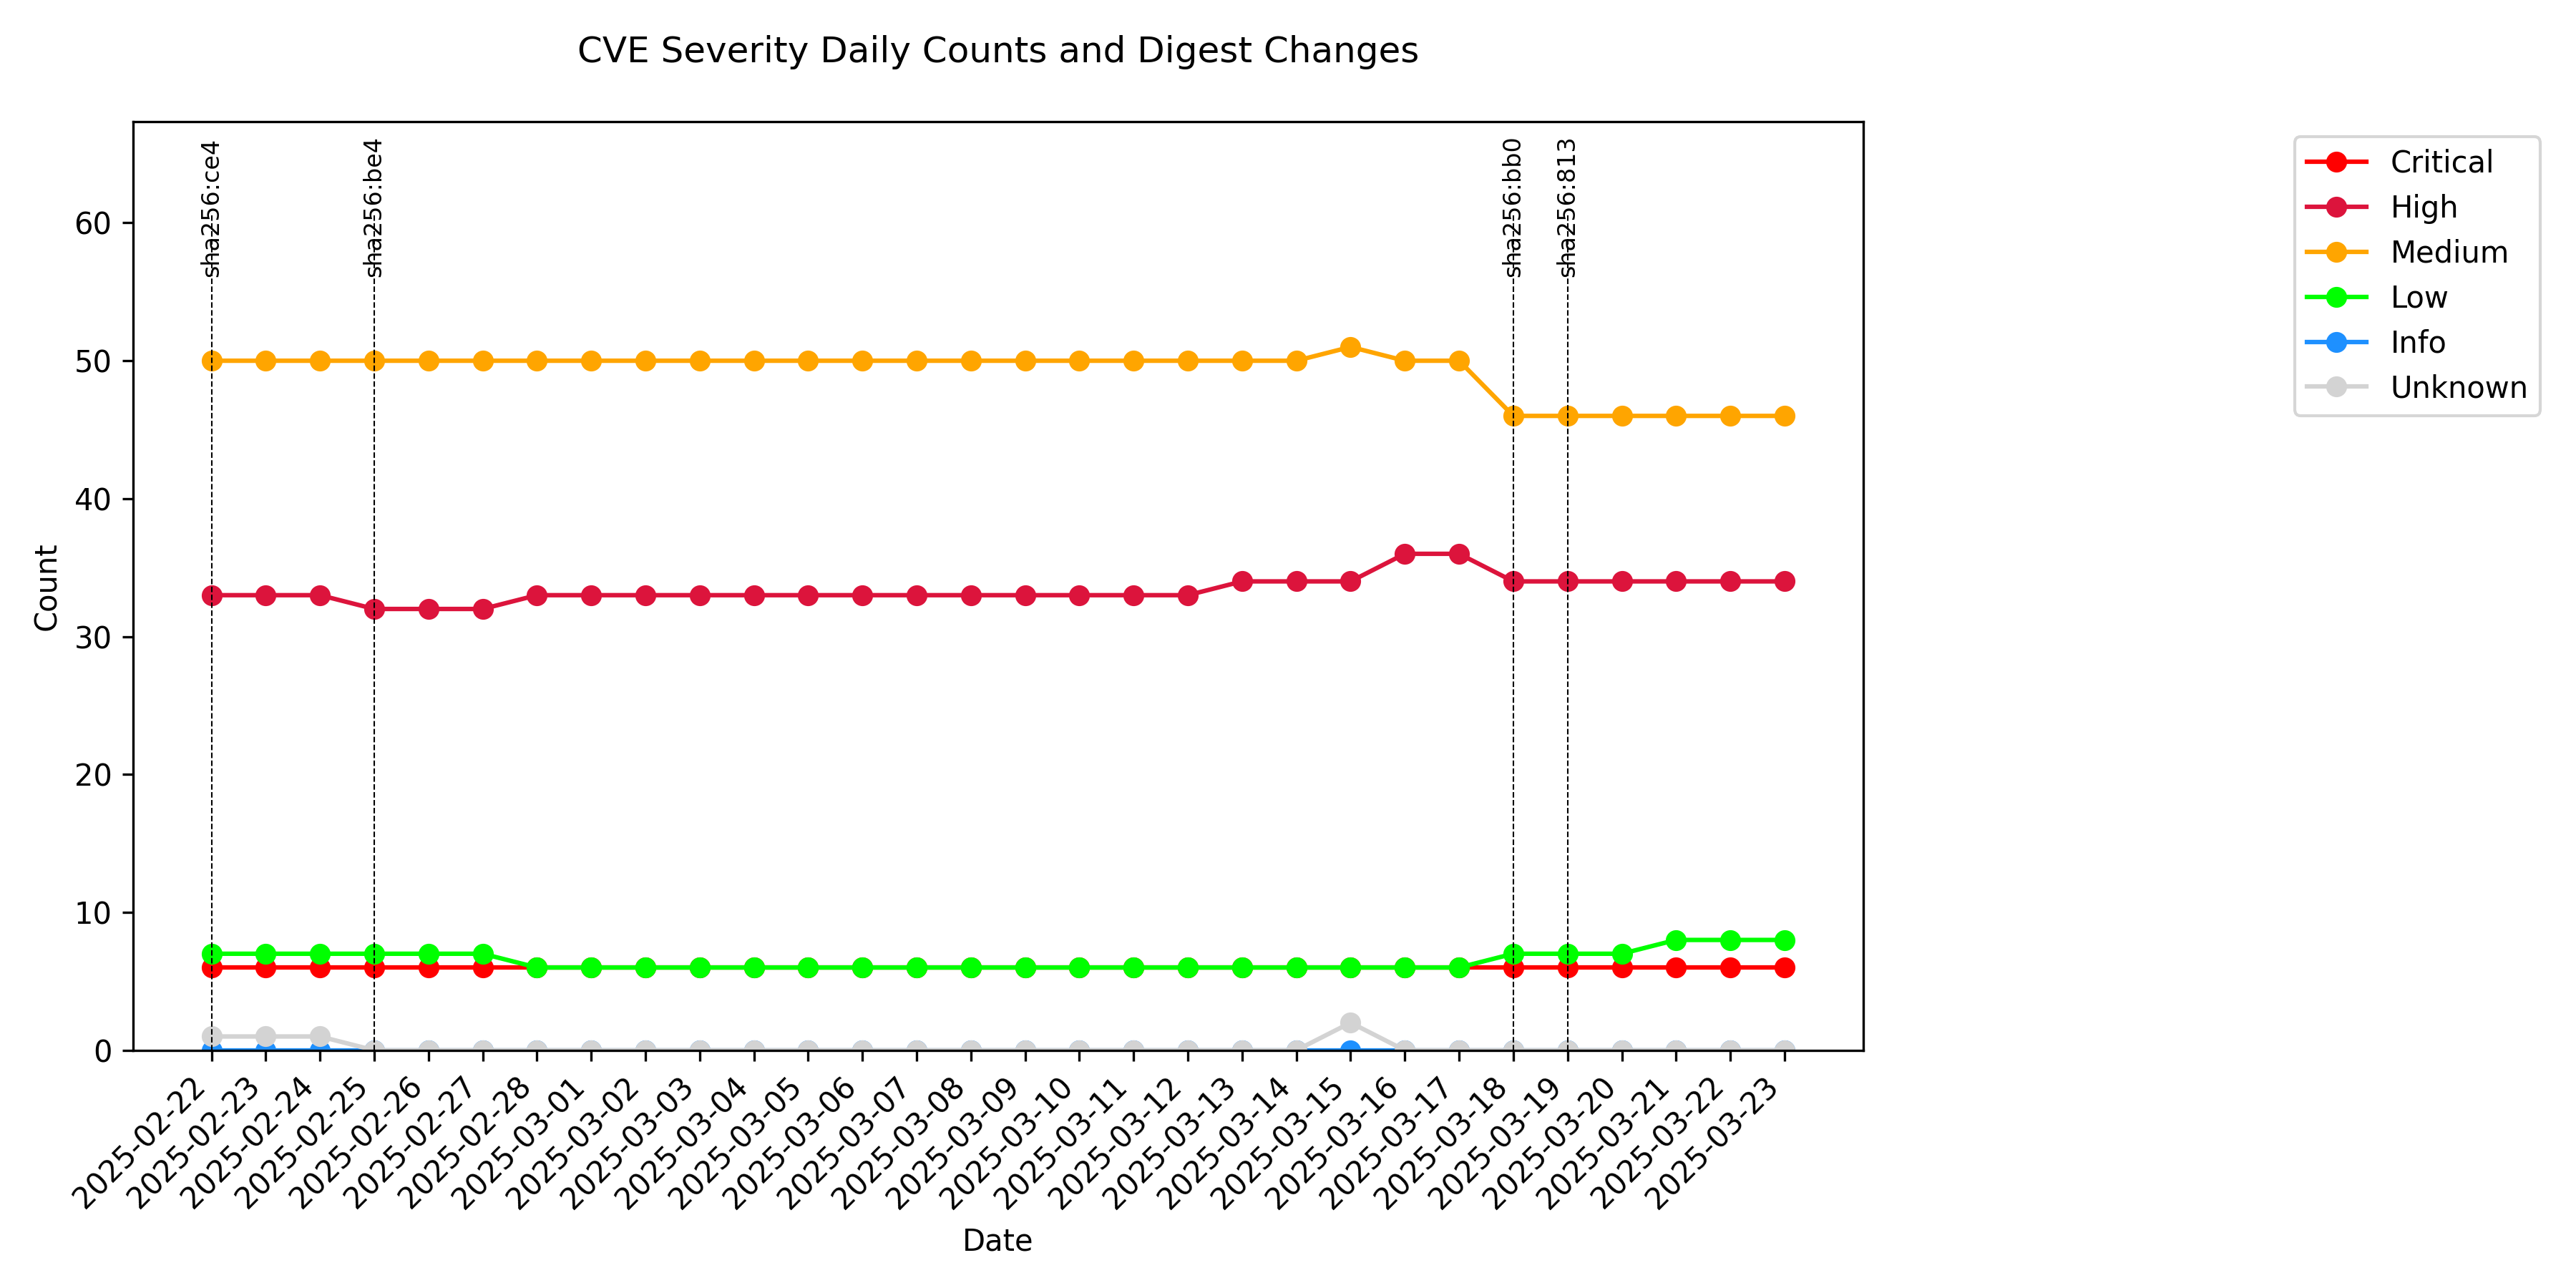 CVE Severity Daily Counts and Digest Changes
sha256:ce4
sha256:be4
sha256:bb0
sha256:813
Critical
High
Medium
Low
Info
Unknown
Count
60
50
40
30
20
10
0
2025-02-22
2025-02-23
2025-02-24
2025-02-25
2025-02-26
2025-02-27
2025-02-28
2025-03-01
2025-03-02
2025-03-03
2025-03-04
2025-03-05
2025-03-06
2025-03-07
2025-03-08
2025-03-09
2025-03-10
2025-03-11
2025-03-12
2025-03-13
2025-03-14
2025-03-15
2025-03-16
2025-03-17
2025-03-18
2025-03-19
2025-03-20
2025-03-21
2025-03-22
2025-03-23
Date